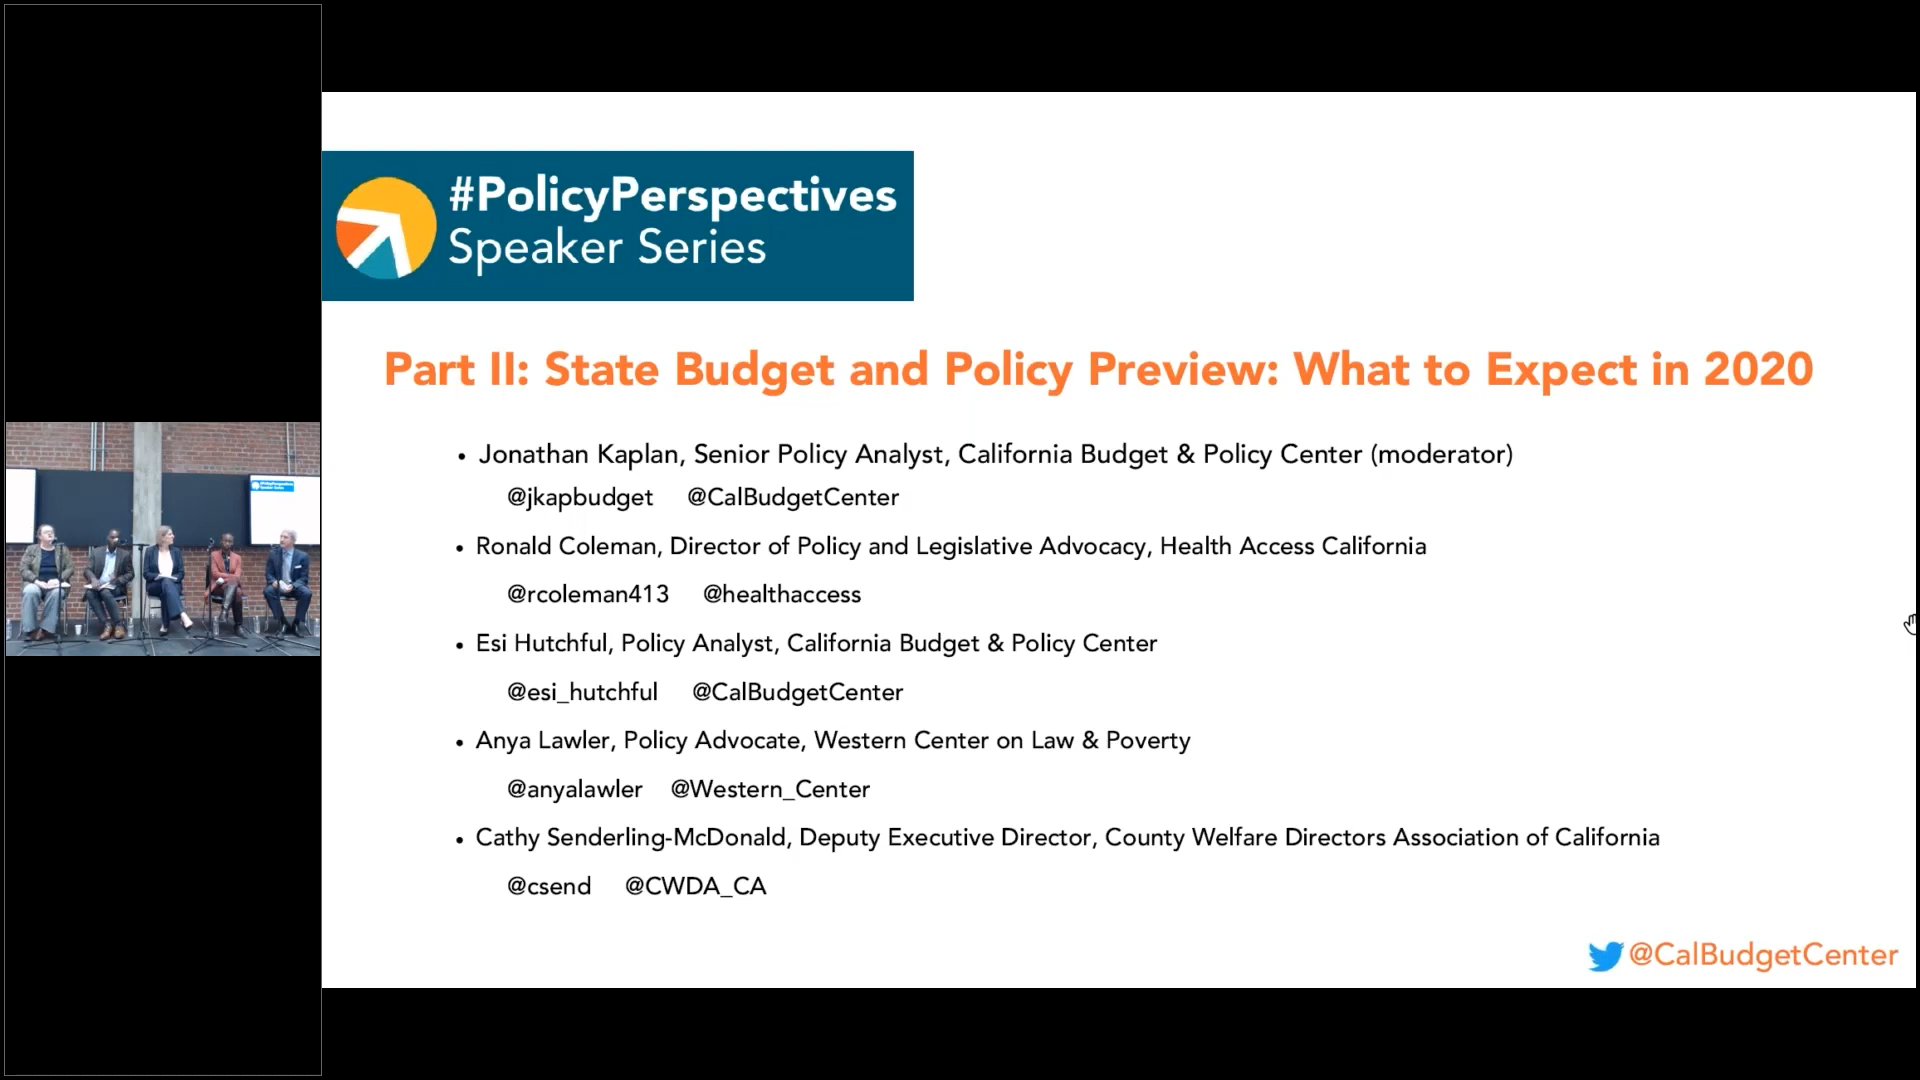 #PolicyPerspectives
Speaker Series
Part II: State Budget and Policy Preview: What to Expect in 2020
• Jonathan Kaplan, Senior Policy Analyst, California Budget & Policy Center (moderator)
@jkapbudget @CalBudgetCenter
• Ronald Coleman, Director of Policy and Legislative Advocacy, Health Access California
@rcoleman413 @healthaccess
• Esi Hutchful, Policy Analyst, California Budget & Policy Center
@esi_hutchful @CalBudgetCenter
• Anya Lawler, Policy Advocate, Western Center on Law & Poverty
@anyalawler @Western_Center
• Cathy Senderling-McDonald, Deputy Executive Director, County Welfare Directors Association of California
@csend @CWDA_CA
@CalBudgetCenter
#PolicyPerspectives
Speaker Series